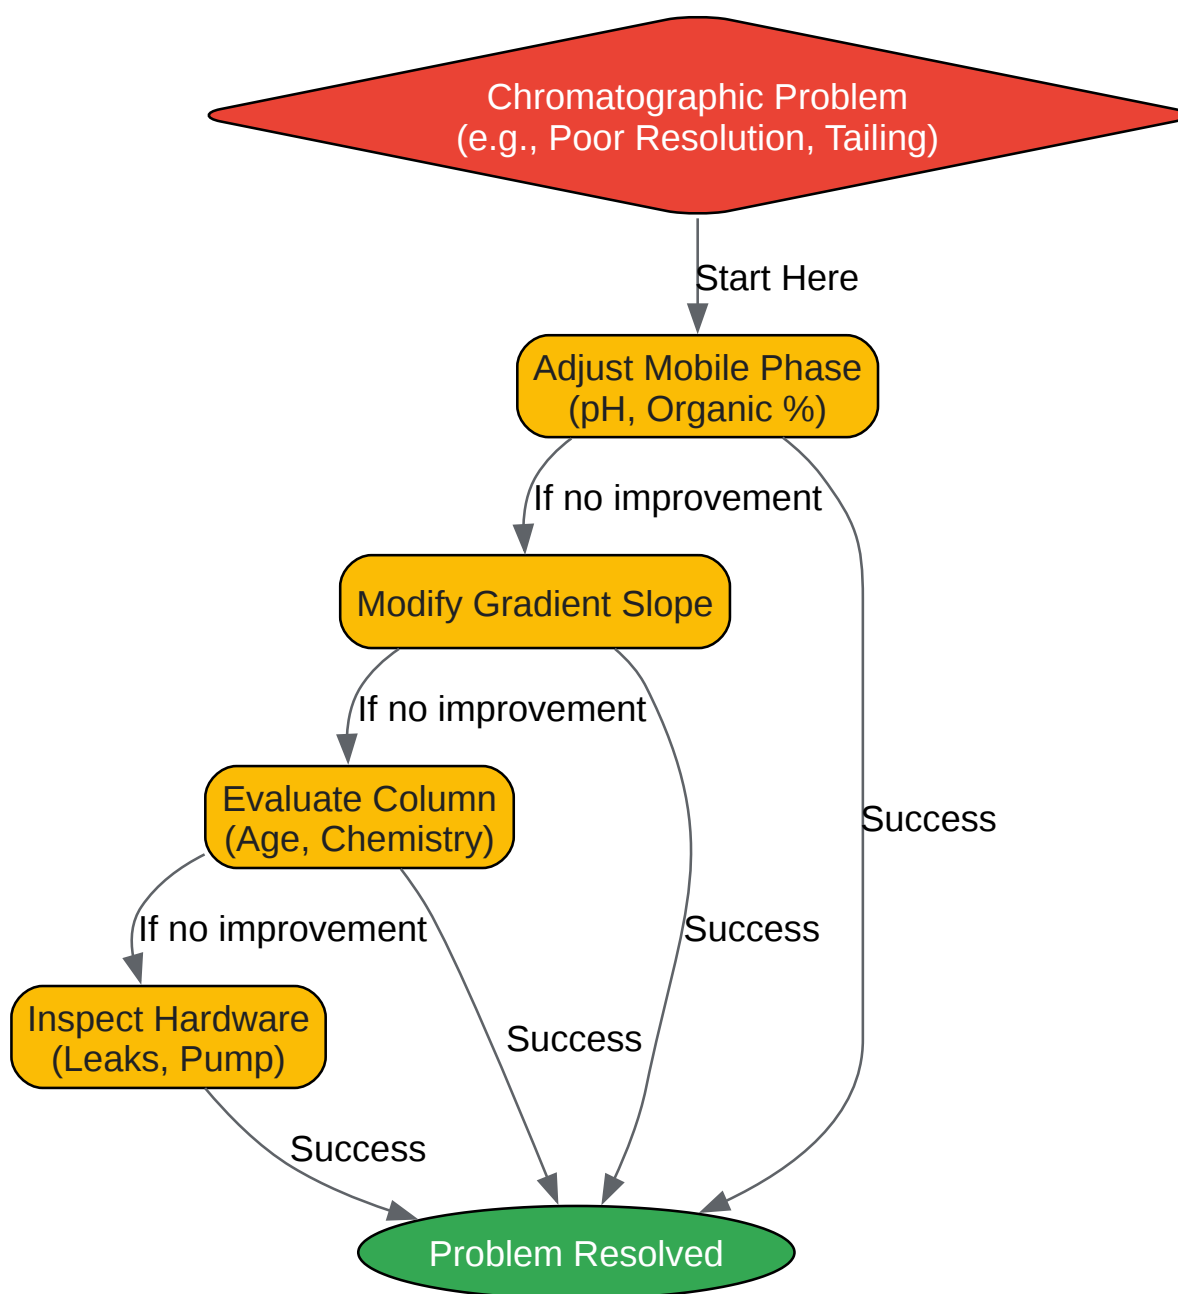 Chromatographic Problem
(e.g., Poor Resolution, Tailing)
Start Here
Adjust Mobile Phase
(pH, Organic %)
If no improvement
Modify Gradient Slope
If no improvement
Evaluate Column
(Age, Chemistry)
Success
If no improvement
Success
Inspect Hardware
(Leaks, Pump)
Success
Success
Problem Resolved